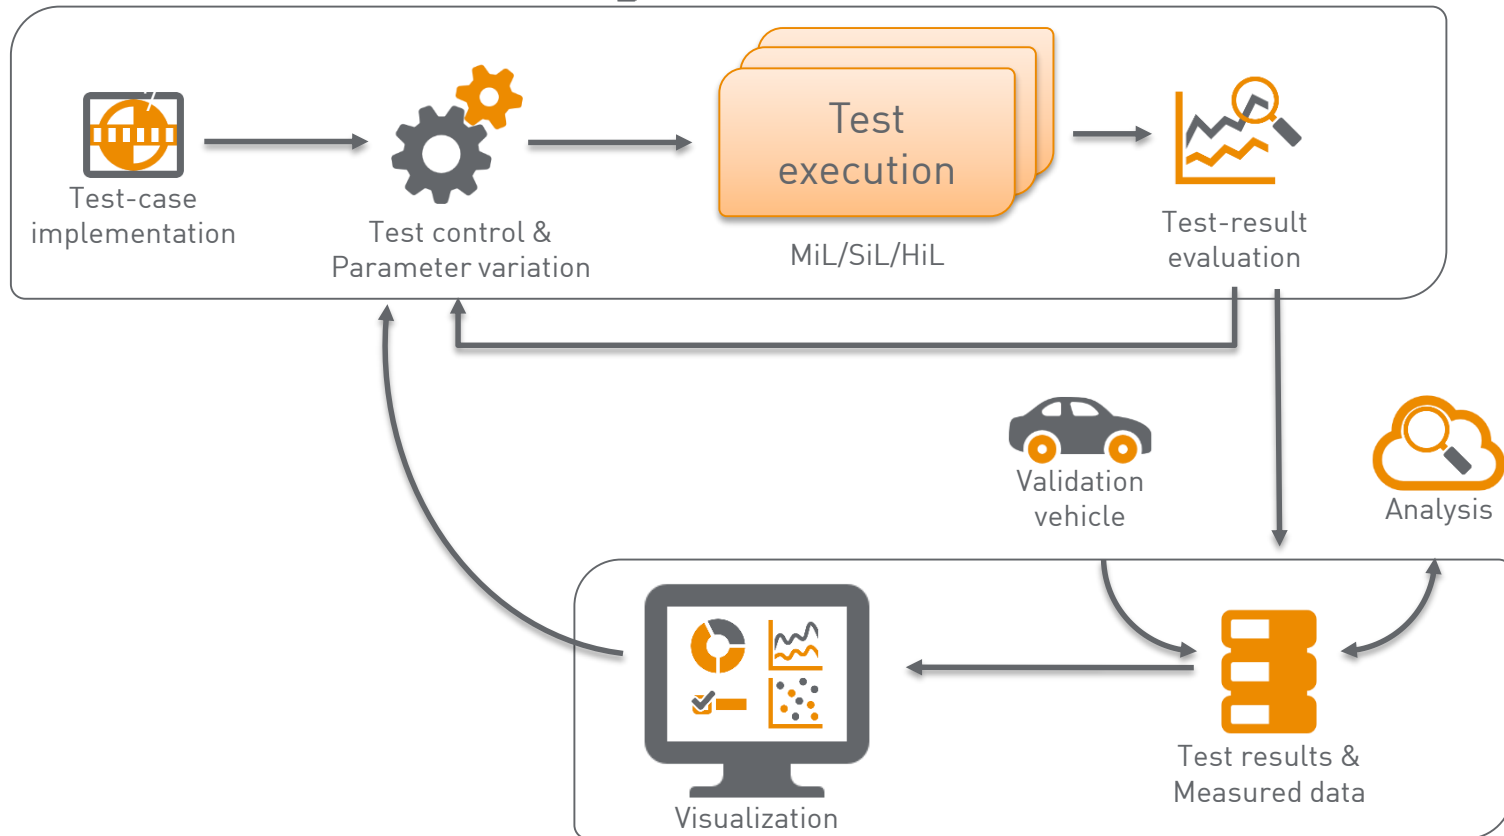 Test-case
implementation
Test control &
Parameter variation
Test
execution
MiL/SiL/HiL
Test-result
evaluation
Validation
vehicle
Analysis
Visualization
Test results &
Measured data